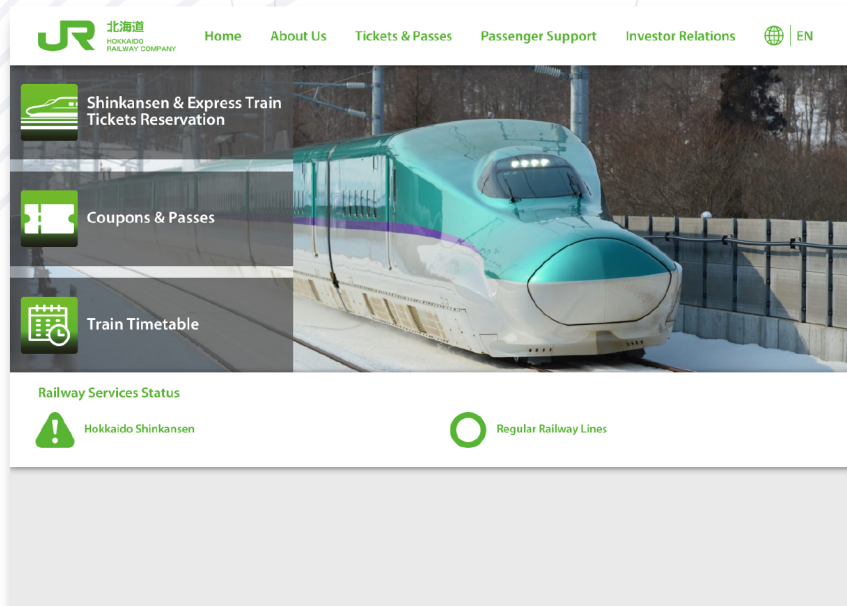 JR
北海道
HOKKAIDO
RAILWAY COMPANY
Home
About Us
Tickets & Passes
Passenger Support
Investor Relations
EN
Shinkansen & Express Train
Tickets Reservation
Coupons & Passes
Train Timetable
Railway Services Status
Hokkaido Shinkansen
Regular Railway Lines